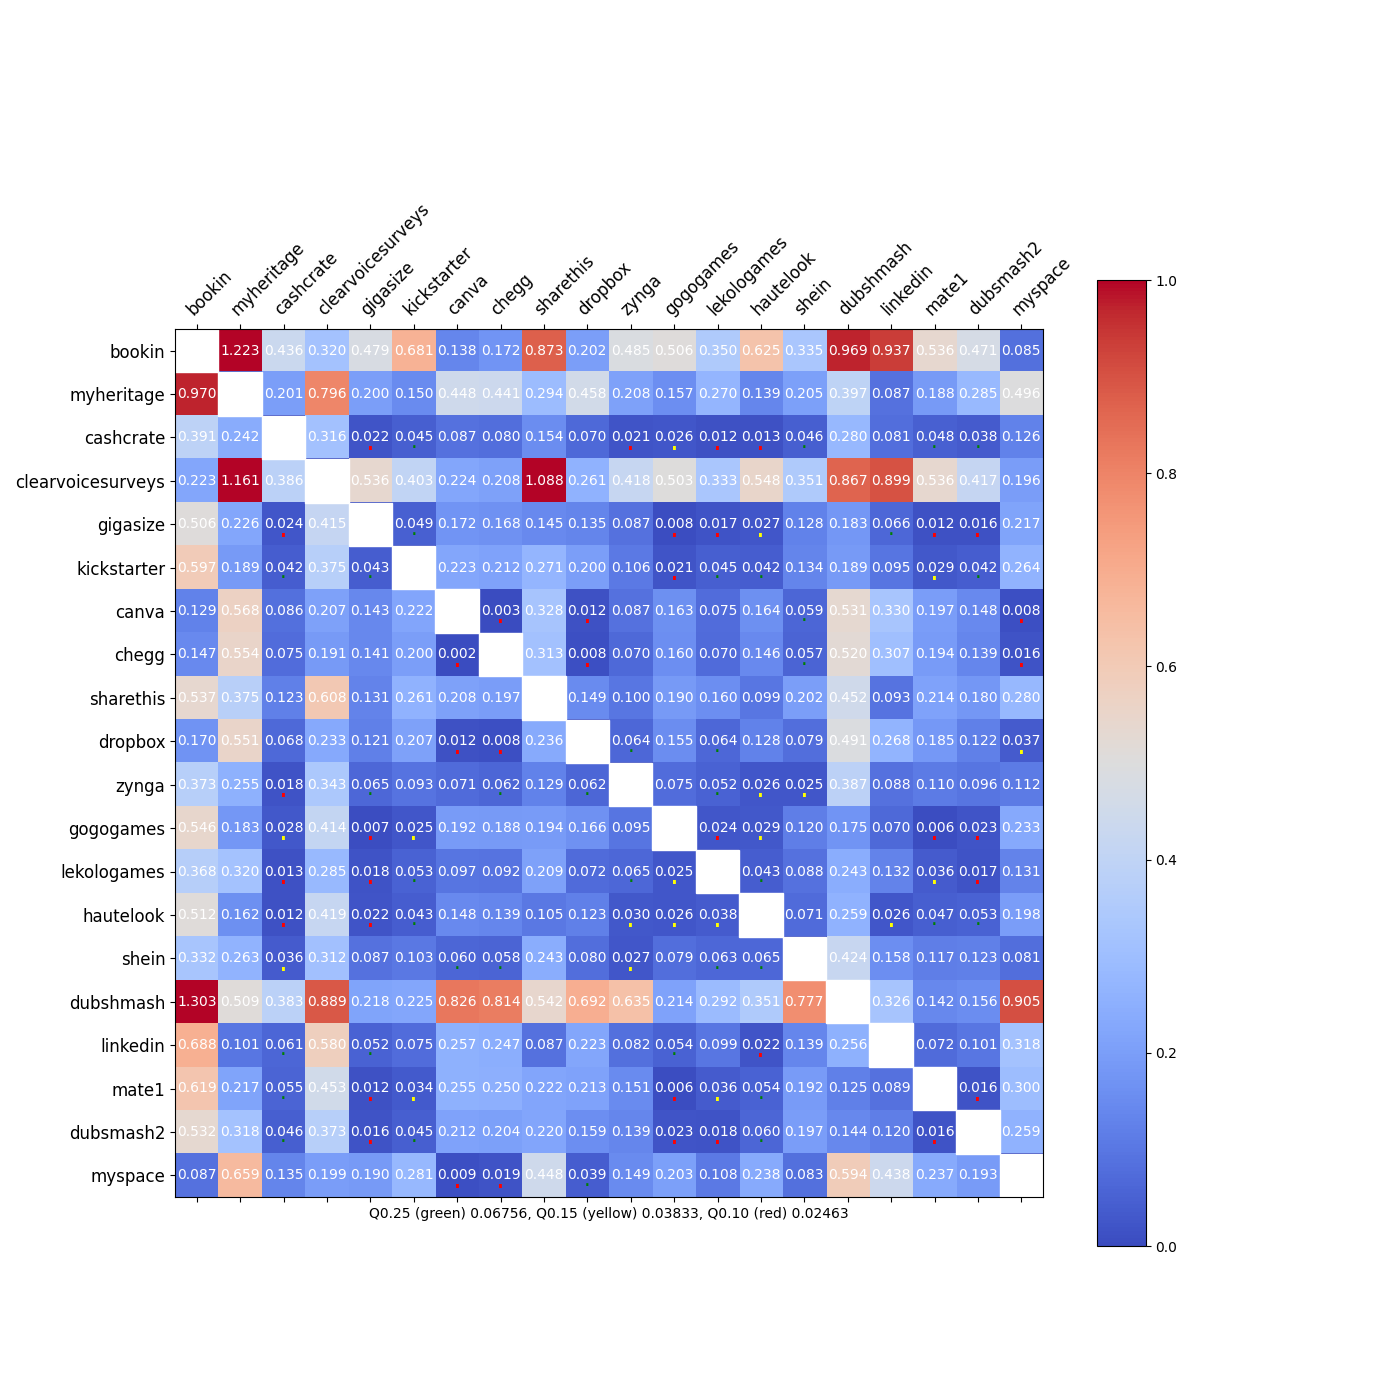 bookin myheritage cashcrate clearvoicesurveys gigasize kickstarter canva chegg sharethis dropbox zynga gogogames lekologames hautelook shein dubshmash linkedin mate1 dubsmash2 myspace
bookin 1.223 0.436 0.320 0.479 0.681 0.138 0.172 0.873 0.202 0.485 0.506 0.350 0.625 0.335 0.969 0.937 0.536 0.471 0.085
myheritage 0.970 0.201 0.796 0.200 0.150 0.448 0.441 0.294 0.458 0.208 0.157 0.270 0.139 0.205 0.397 0.087 0.188 0.285 0.496
cashcrate 0.391 0.242 0.316 0.022 0.045 0.087 0.080 0.154 0.070 0.021 0.026 0.012 0.013 0.046 0.280 0.081 0.048 0.038 0.126
clearvoicesurveys 0.223 1.161 0.386 0.536 0.403 0.224 0.208 1.088 0.261 0.418 0.503 0.333 0.548 0.351 0.867 0.899 0.536 0.417 0.196
gigasize 0.506 0.226 0.024 0.415 0.049 0.172 0.168 0.145 0.135 0.087 0.008 0.017 0.027 0.128 0.183 0.066 0.012 0.016 0.217
kickstarter 0.597 0.189 0.042 0.375 0.043 0.223 0.212 0.271 0.200 0.106 0.021 0.045 0.042 0.134 0.189 0.095 0.029 0.042 0.264
canva 0.129 0.568 0.086 0.207 0.143 0.222 0.003 0.328 0.012 0.087 0.163 0.075 0.164 0.059 0.531 0.330 0.197 0.148 0.008
chegg 0.147 0.554 0.075 0.191 0.141 0.200 0.002 0.313 0.008 0.070 0.160 0.070 0.146 0.057 0.520 0.307 0.194 0.139 0.016
sharethis 0.537 0.375 0.123 0.608 0.131 0.261 0.208 0.197 0.149 0.100 0.190 0.160 0.099 0.202 0.452 0.093 0.214 0.180 0.280
dropbox 0.170 0.551 0.068 0.233 0.121 0.207 0.012 0.008 0.236 0.064 0.155 0.064 0.128 0.079 0.491 0.268 0.185 0.122 0.037
zynga 0.373 0.255 0.018 0.343 0.065 0.093 0.071 0.062 0.129 0.062 0.075 0.052 0.026 0.025 0.387 0.088 0.110 0.096 0.112
gogogames 0.546 0.183 0.028 0.414 0.007 0.025 0.192 0.188 0.194 0.166 0.095 0.024 0.029 0.120 0.175 0.070 0.006 0.023 0.233
lekologames 0.368 0.320 0.013 0.285 0.018 0.053 0.097 0.092 0.209 0.072 0.065 0.025 0.043 0.088 0.243 0.132 0.036 0.017 0.131
hautelook 0.512 0.162 0.012 0.419 0.022 0.043 0.148 0.139 0.105 0.123 0.030 0.026 0.038 0.071 0.259 0.026 0.047 0.053 0.198
shein 0.332 0.263 0.036 0.312 0.087 0.103 0.060 0.058 0.243 0.080 0.027 0.079 0.063 0.065 0.424 0.158 0.117 0.123 0.081
dubshmash 1.303 0.509 0.383 0.889 0.218 0.225 0.826 0.814 0.542 0.692 0.635 0.214 0.292 0.351 0.777 0.326 0.142 0.156 0.905
linkedin 0.688 0.101 0.061 0.580 0.052 0.075 0.257 0.247 0.087 0.223 0.082 0.054 0.099 0.022 0.139 0.256 0.072 0.101 0.318
mate1 0.619 0.217 0.055 0.453 0.012 0.034 0.255 0.250 0.222 0.213 0.151 0.006 0.036 0.054 0.192 0.125 0.089 0.016 0.300
dubsmash2 0.532 0.318 0.046 0.373 0.016 0.045 0.212 0.204 0.220 0.159 0.139 0.023 0.018 0.060 0.197 0.144 0.120 0.016 0.259
myspace 0.087 0.659 0.135 0.199 0.190 0.281 0.009 0.019 0.448 0.039 0.149 0.203 0.108 0.238 0.083 0.594 0.438 0.237 0.193
Q0.25 (green) 0.06756, Q0.15 (yellow) 0.03833, Q0.10 (red) 0.02463
1.0
0.8
0.6
0.4
0.2
0.0